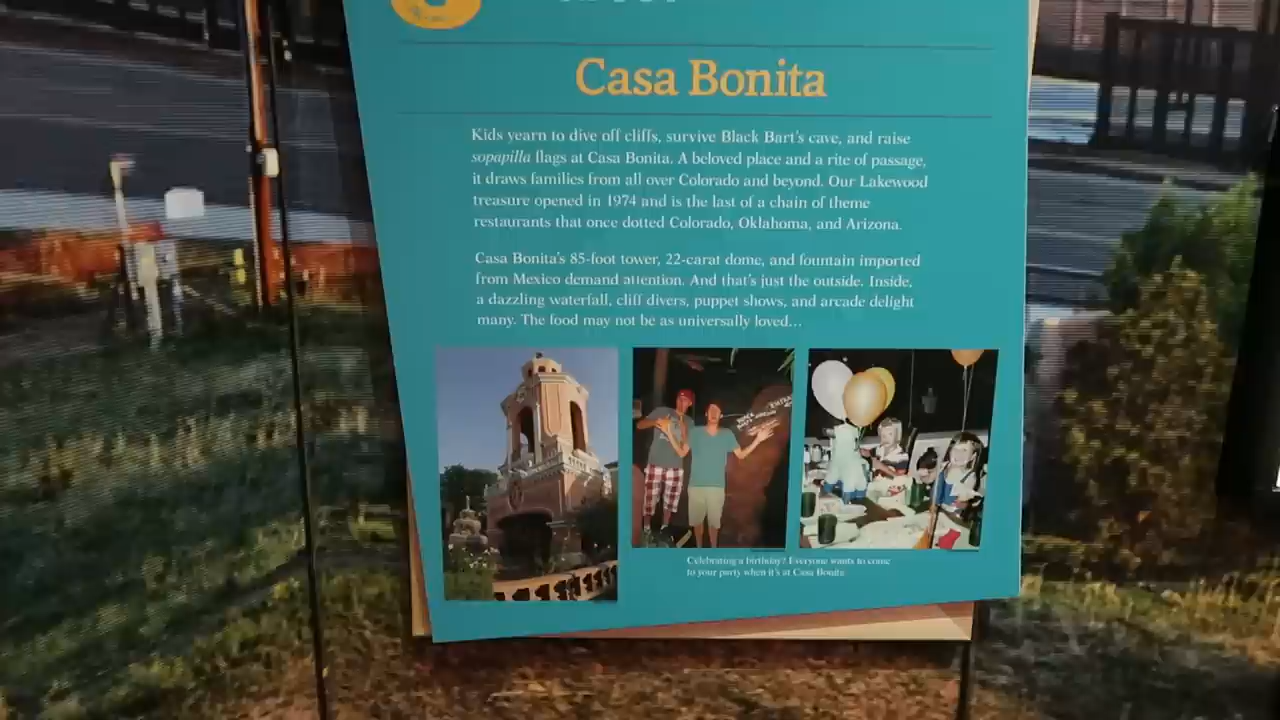 Casa Bonita
Kids yearn to dive off cliffs, survive Black Bart's cave, and raise
sopapilla flags at Casa Bonita. A beloved place and a rite of passage,
it draws families from all over Colorado and beyond. Our Lakewood
treasure opened in 1974 and is the last of a chain of theme
restaurants that once dotted Colorado, Oklahoma, and Arizona.
Casa Bonita's 85-foot tower, 22-carat dome, and fountain imported
from Mexico demand attention. And that's just the outside. Inside,
a dazzling waterfall, cliff divers, puppet shows, and arcade delight
many. The food may not be as universally loved...
Celebrating a birthday? Everyone wants to come
to your party when it's at Casa Bonita